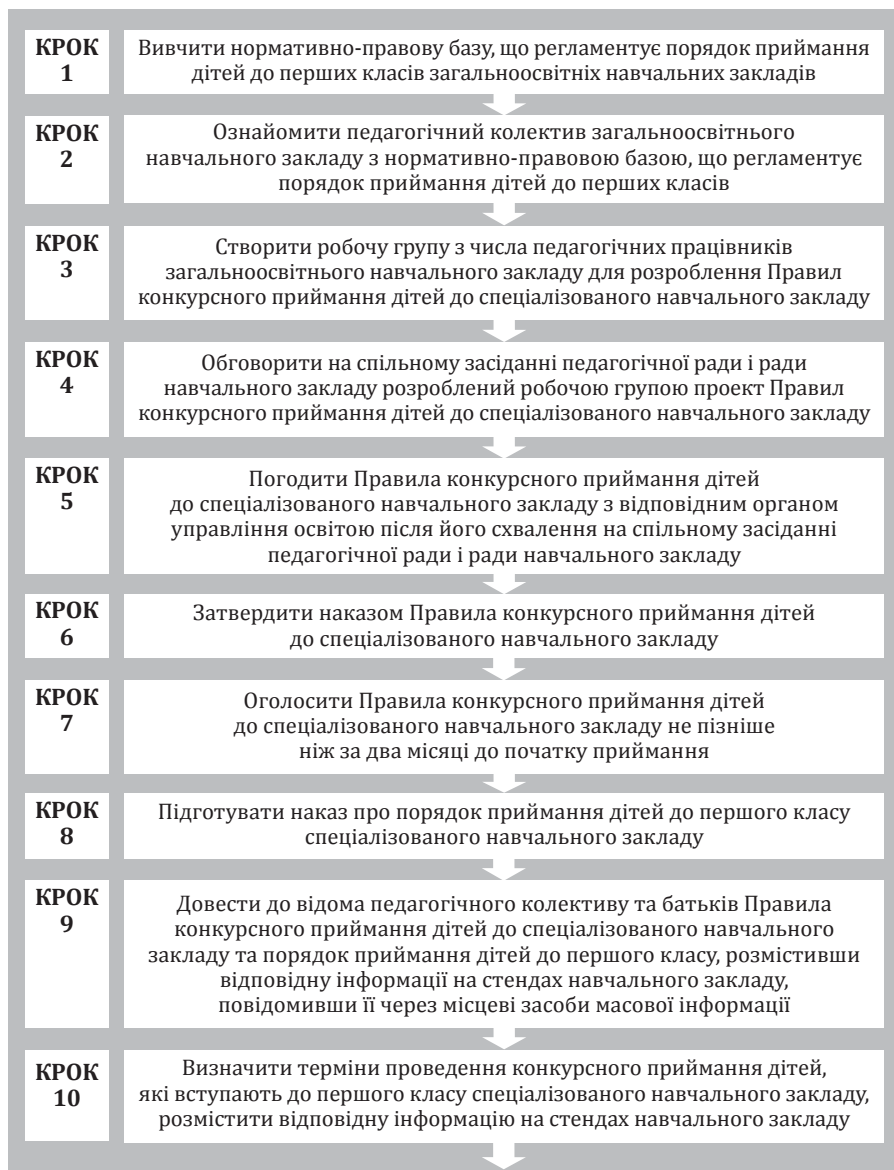 КРОК
1
Вивчити нормативно-правову базу, що регламентує порядок приймання
дітей до перших класів загальноосвітніх навчальних закладів
КРОК
2
Ознайомити педагогічний колектив загальноосвітнього
навчального закладу з нормативно-правовою базою, що регламентує
порядок приймання дітей до перших класів
КРОК
3
Створити робочу групу з числа педагогічних працівників
загальноосвітнього навчального закладу для розроблення Правил
конкурсного приймання дітей до спеціалізованого навчального закладу
КРОК
4
Обговорити на спільному засіданні педагогічної ради і ради
навчального закладу розроблений робочою групою проект Правил
конкурсного приймання дітей до спеціалізованого навчального закладу
КРОК
5
Погодити Правила конкурсного приймання дітей
до спеціалізованого навчального закладу з відповідним органом
управління освітою після його схвалення на спільному засіданні
педагогічної ради і ради навчального закладу
КРОК
6
Затвердити наказом Правила конкурсного приймання дітей
до спеціалізованого навчального закладу
КРОК
7
Оголосити Правила конкурсного приймання дітей
до спеціалізованого навчального закладу не пізніше
ніж за два місяці до початку приймання
КРОК
8
Підготувати наказ про порядок приймання дітей до першого класу
спеціалізованого навчального закладу
КРОК
9
Довести до відома педагогічного колективу та батьків Правила
конкурсного приймання дітей до спеціалізованого навчального
закладу та порядок приймання дітей до першого класу, розмістивши
відповідну інформації на стендах навчального закладу,
повідомивши її через місцеві засоби масової інформації
КРОК
10
Визначити терміни проведення конкурсного приймання дітей,
які вступають до першого класу спеціалізованого навчального закладу,
розмістити відповідну інформацію на стендах навчального закладу